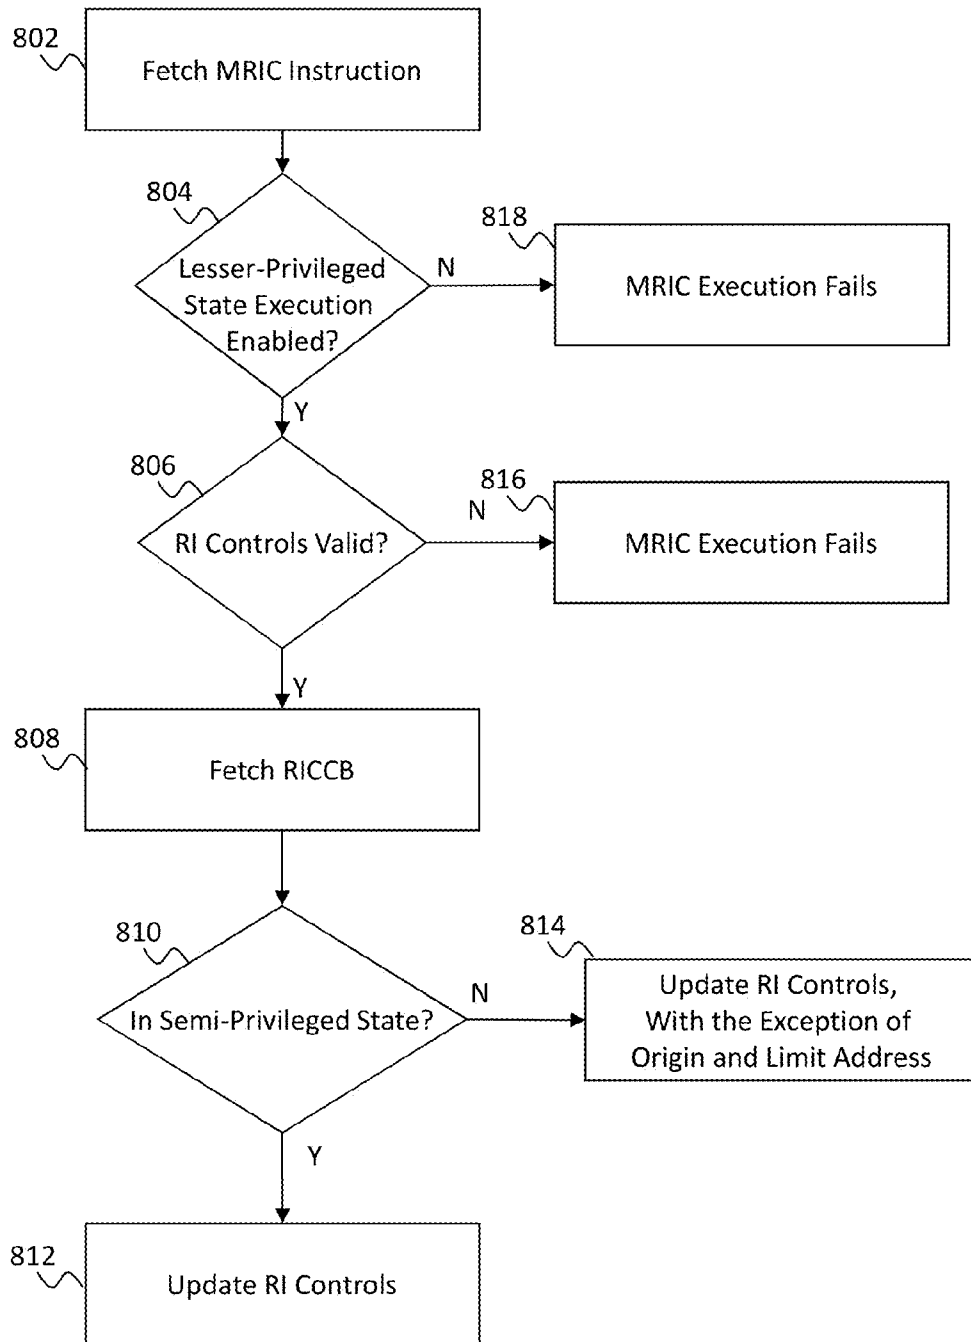 802
Fetch MRIC Instruction
804
818
Lesser-Privileged
State Execution
Enabled?
N
MRIC Execution Fails
Y
806
816
RI Controls Valid?
N
MRIC Execution Fails
Y
808
Fetch RICCB
810
814
In Semi-Privileged State?
N
Update RI Controls,
With the Exception of
Origin and Limit Address
Y
812
Update RI Controls